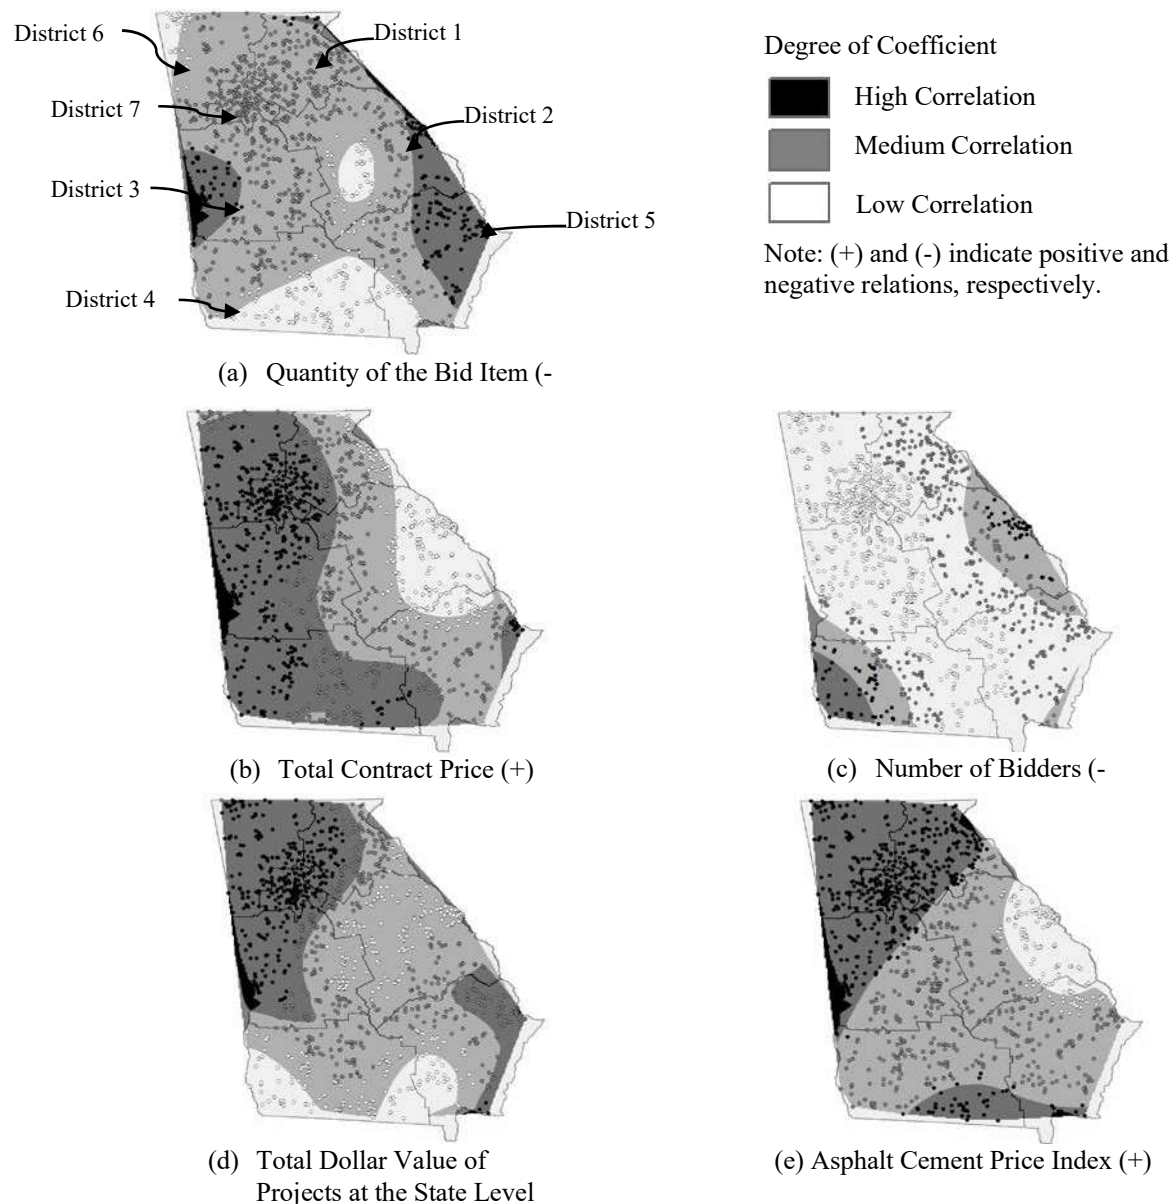 District 6
District 1
District 7
District 2
District 3
District 5
District 4
Degree of Coefficient
High Correlation
Medium Correlation
Low Correlation
Note: (+) and (-) indicate positive and
negative relations, respectively.
(a) Quantity of the Bid Item (-
(b) Total Contract Price (+)
(c) Number of Bidders (-
(d) Total Dollar Value of
Projects at the State Level
(e) Asphalt Cement Price Index (+)